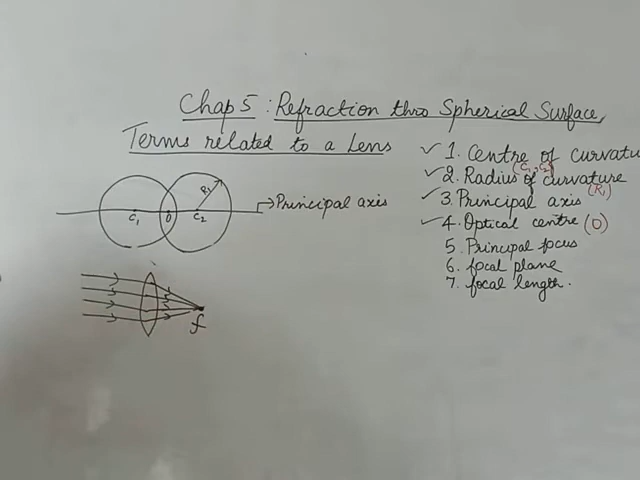 Chap 5 : Refraction thro Spherical Surface,
Terms related to a Lens
R1
C1 O C2
Principal axis
f
✓ 1. Centre of curvatu
(C1, C2)
✓ 2. Radius of curvature
(R1)
✓ 3. Principal axis
✓ 4. Optical centre (O)
5. Principal focus
6. focal plane
7. focal length.